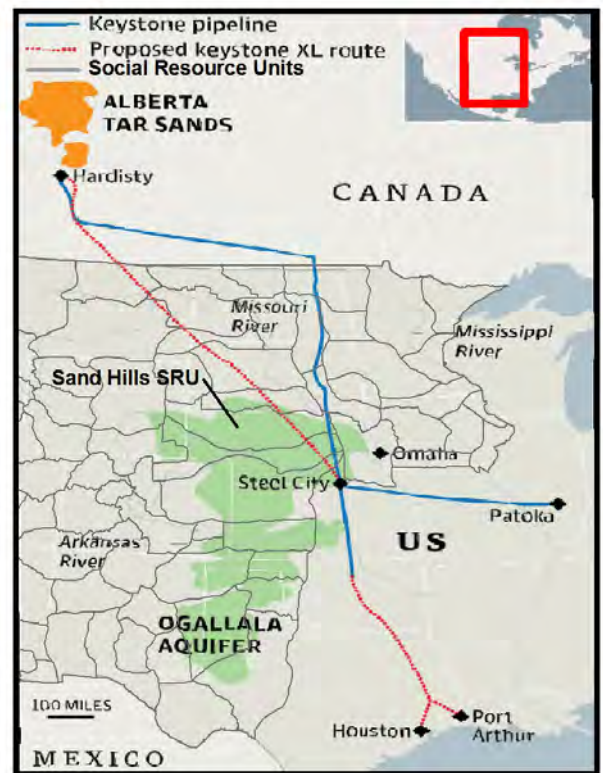 Keystone pipeline
Proposed keystone XL route
Social Resource Units
ALBERTA
TAR SANDS
Hardisty
CANADA
Missouri
River
Mississippi
River
Sand Hills SRU
Omaha
Steel City
Patoka
US
Arkansas
River
OGALLALA
AQUIFER
100 MILES
Houston
Port
Arthur
MEXICO